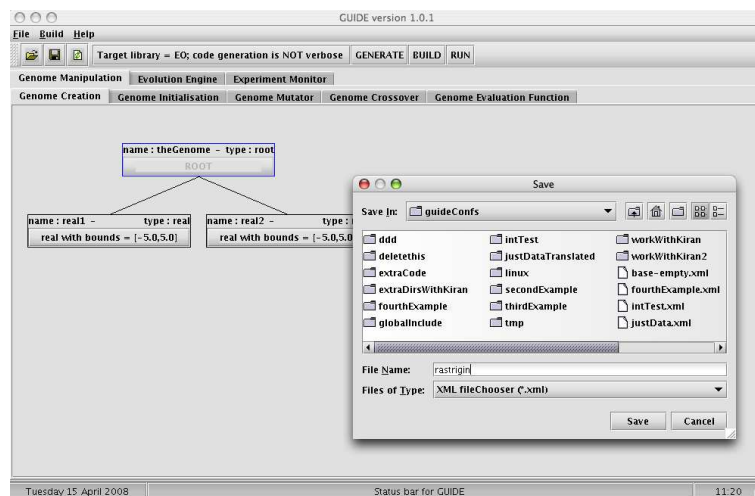 GUIDE version 1.0.1
File Build Help
Target library = EO; code generation is NOT verbose GENERATE BUILD RUN
Genome Manipulation Evolution Engine Experiment Monitor
Genome Creation Genome Initialisation Genome Mutator Genome Crossover Genome Evaluation Function
name : theGenome - type : root
ROOT
name : real1 - type : real
real with bounds = [-5.0,5.0]
name : real2 - type :
real with bounds = [-5.0,5.0
Save
Save In: guideConfs
ddd intTest workWithKiran
deletethis justDataTranslated workWithKiran2
extraCode linux base-empty.xml
extraDirsWithKiran secondExample fourthExample.xml
fourthExample thirdExample intTest.xml
globalInclude tmp justData.xml
File Name: rastrigin
Files of Type: XML fileChooser (*.xml)
Save Cancel
Tuesday 15 April 2008 Status bar for GUIDE 11:20